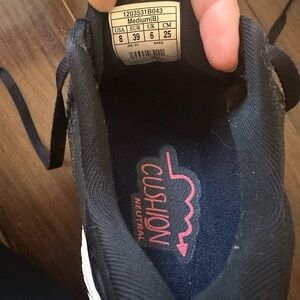 1203531B043
Medium(B)
USA EUR UK CM
8 39 6 25
CUSHION
NEUTRAL